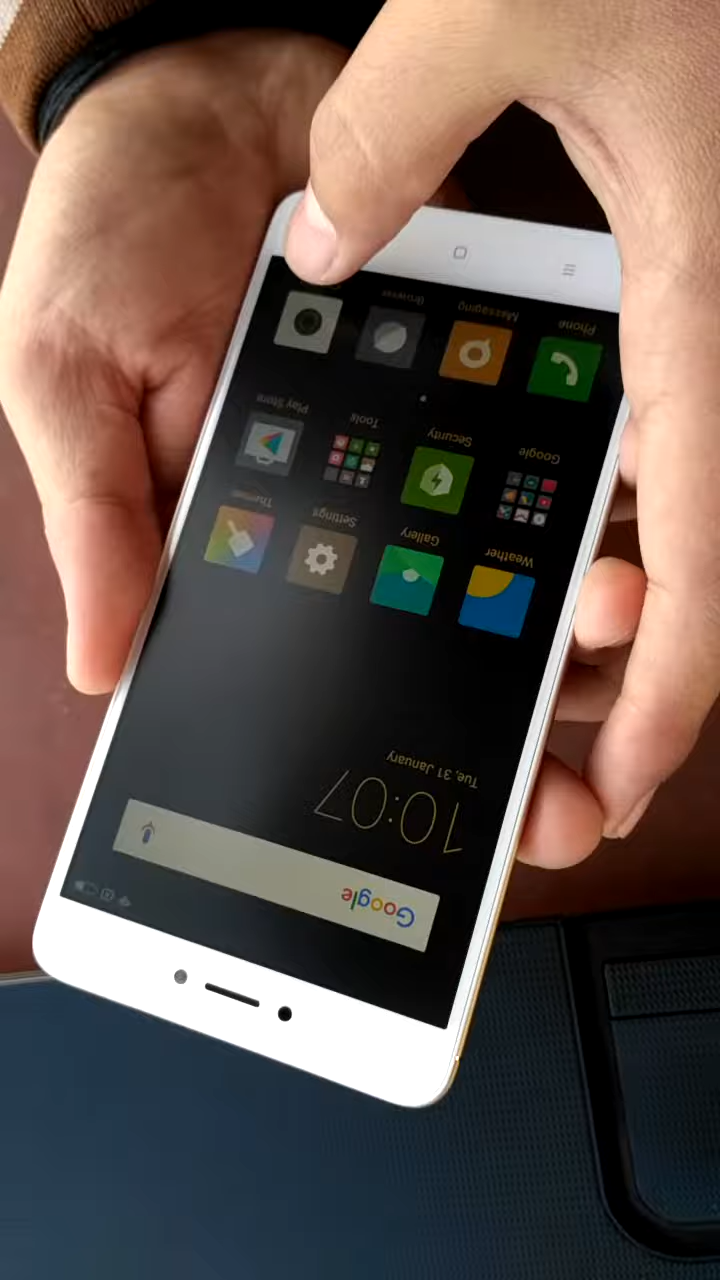 Google
10:07
Tue, 31 January
Weather
Gallery
Settings
Themes
Google
Security
Tools
Play Store
Phone
Messaging
Browser